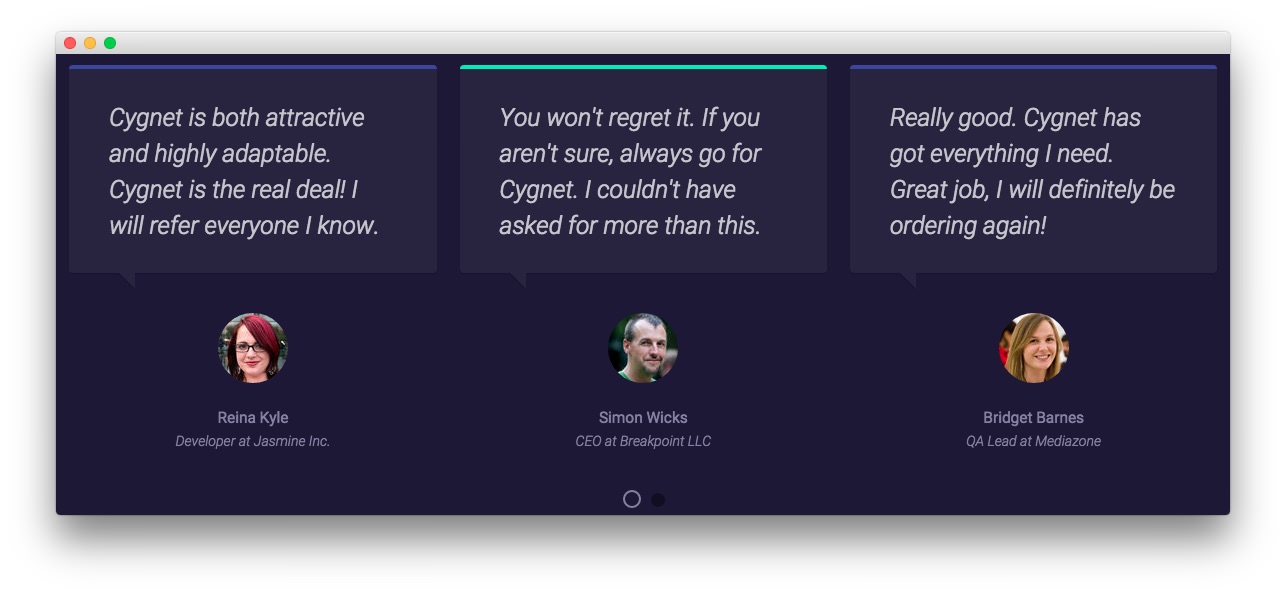 Cygnet is both attractive
and highly adaptable.
Cygnet is the real deal! I
will refer everyone I know.
Reina Kyle
Developer at Jasmine Inc.
You won't regret it. If you
aren't sure, always go for
Cygnet. I couldn't have
asked for more than this.
Simon Wicks
CEO at Breakpoint LLC
Really good. Cygnet has
got everything I need.
Great job, I will definitely be
ordering again!
Bridget Barnes
QA Lead at Mediazone